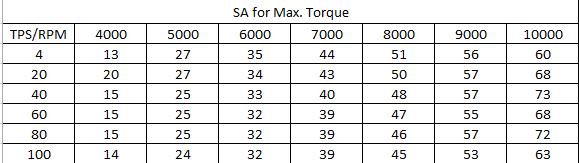 SA for Max. Torque
TPS/RPM 4000 5000 6000 7000 8000 9000 10000
4 13 27 35 44 51 56 60
20 20 27 34 43 50 57 68
40 15 25 33 40 48 57 73
60 15 25 32 39 47 55 68
80 15 25 32 39 46 57 72
100 14 24 32 39 45 53 63